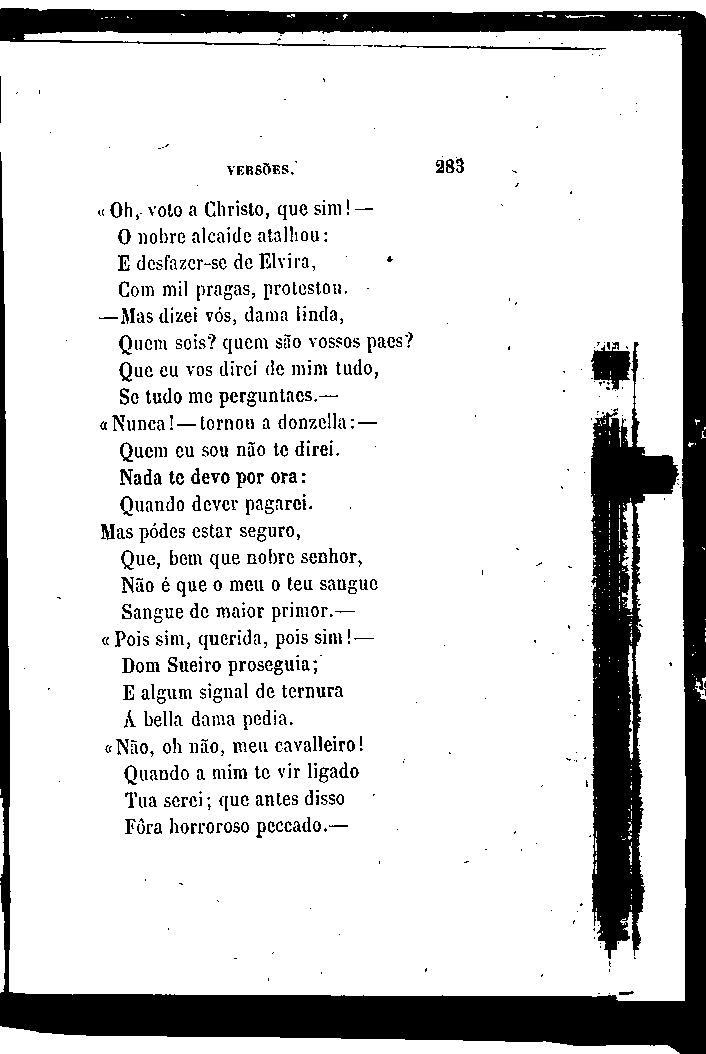 VERSÕES. 283
«Oh, voto a Christo, que sim!—
O nobre alcaide atalhou:
E desfazer-se de Elvira,
Com mil pragas, protestou.
—Mas dizei vós, dama linda,
Quem sois? quem são vossos paes?
Que eu vos direi de mim tudo,
Se tudo me perguntaes.—
«Nunca!—tornou a donzella:—
Quem eu sou não te direi.
Nada te devo por ora:
Quando dever pagarei.
Mas pódes estar seguro,
Que, bem que nobre senhor,
Não é que o meu o teu sangue
Sangue de maior primor.—
«Pois sim, querida, pois sim!—
Dom Sueiro proseguia;
E algum signal de ternura
Á bella dama pedia.
«Não, oh não, meu cavalleiro!
Quando a mim te vir ligado
Tua serei; que antes disso
Fôra horroroso peccado.—